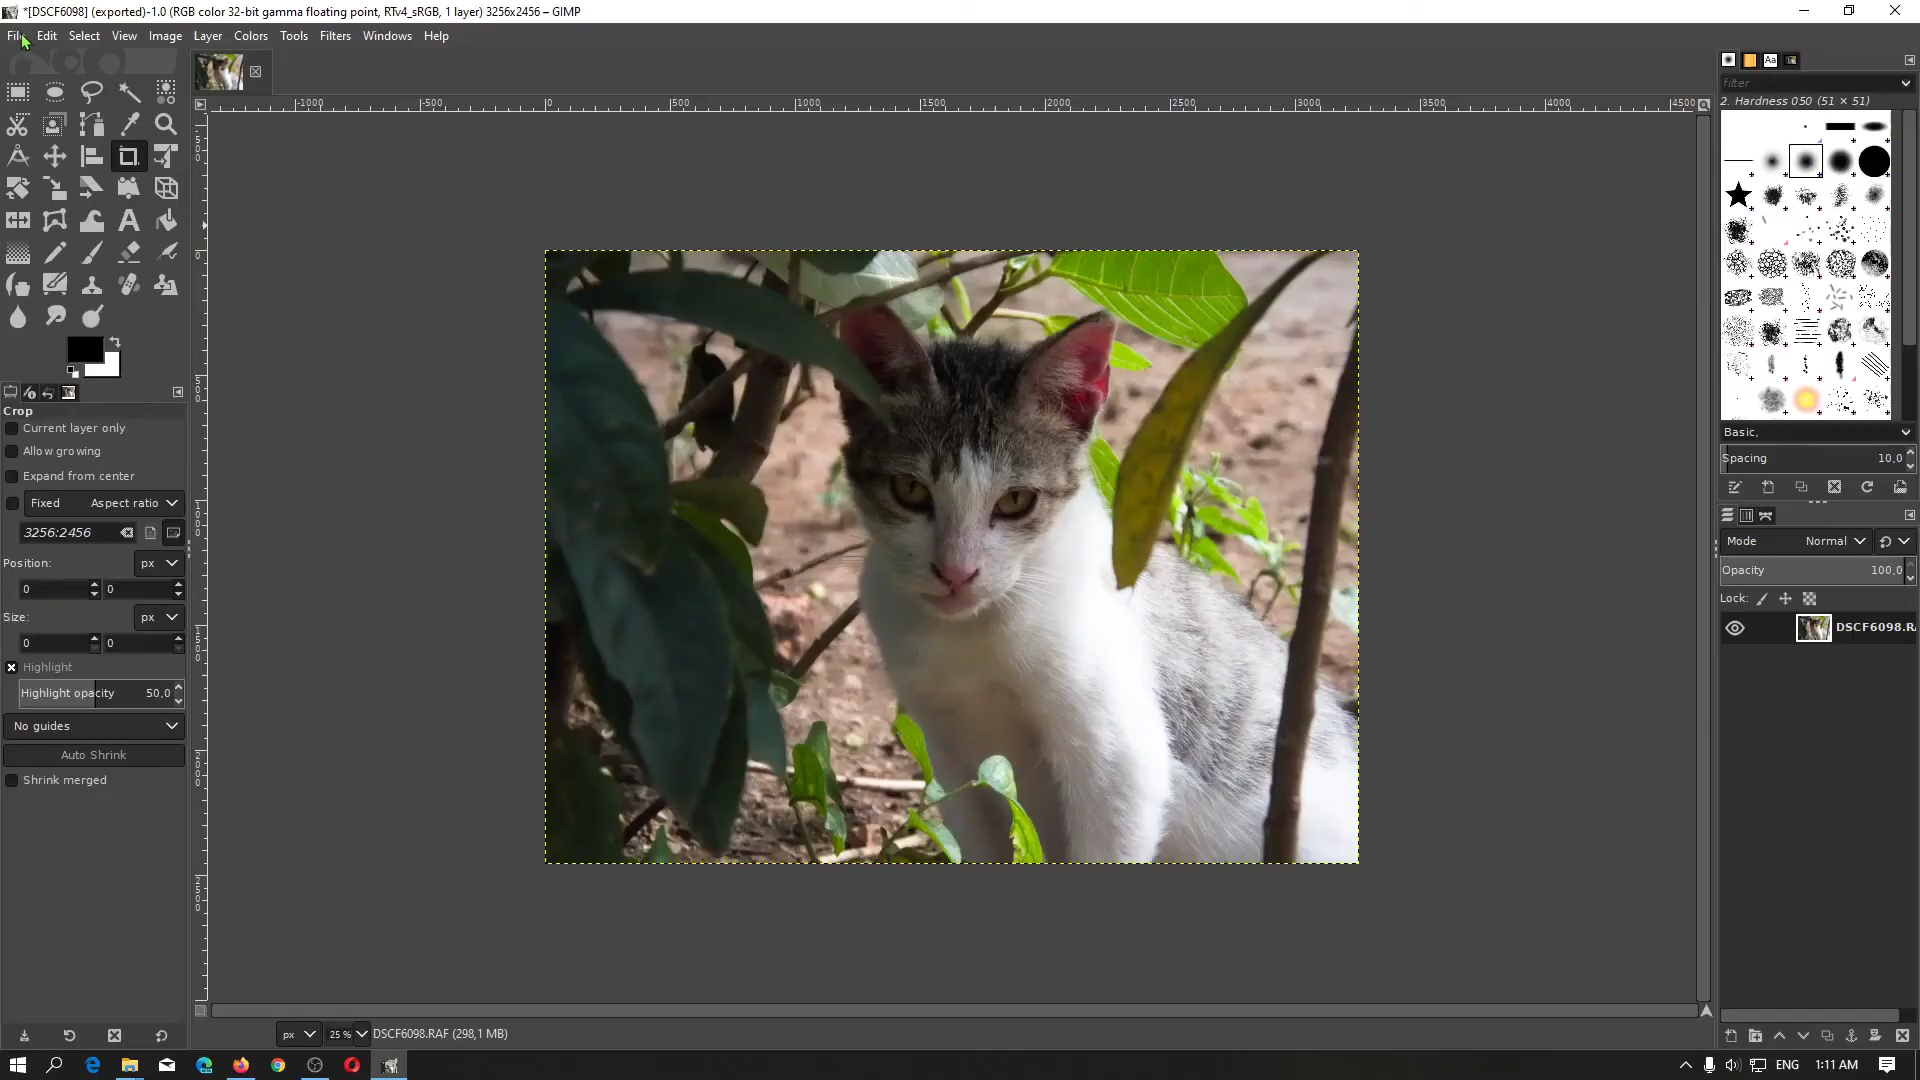 *[DSCF6098] (exported)-1.0 (RGB color 32-bit gamma floating point, RTv4_sRGB, 1 layer) 3256x2456 – GIMP
File Edit Select View Image Layer Colors Tools Filters Windows Help
Filter
2. Hardness 050 (51 × 51)
-1000 -500 0 500 1000 1500 2000 2500 3000 3500 4000 4500
Crop
Current layer only
Allow growing
Expand from center
Fixed Aspect ratio
3256:2456
Position: px
0 0
Size: px
0 0
Highlight
Highlight opacity 50,0
No guides
Auto Shrink
Shrink merged
Basic,
Spacing 10,0
Mode Normal
Opacity 100,0
Lock:
DSCF6098.RA
px 25 % DSCF6098.RAF (298,1 MB)
ENG 1:11 AM